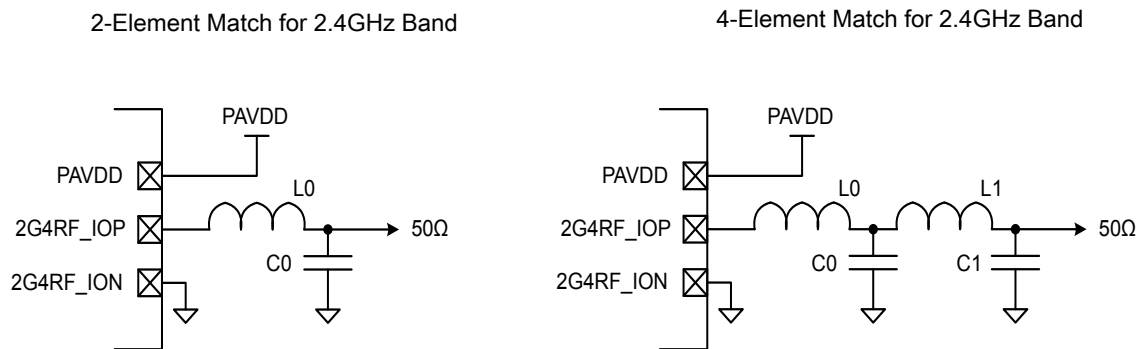 2-Element Match for 2.4GHz Band
PAVDD
PAVDD
L0
2G4RF_IOP
50Ω
C0
2G4RF_ION
4-Element Match for 2.4GHz Band
PAVDD
PAVDD
L0
L1
2G4RF_IOP
50Ω
C0
C1
2G4RF_ION